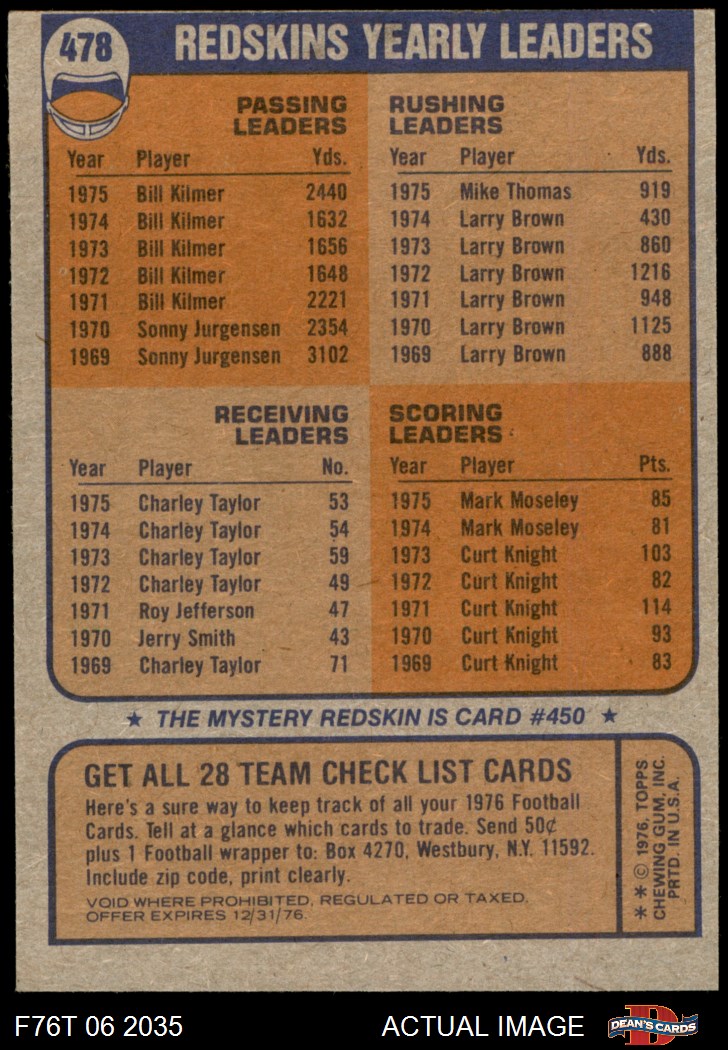 478
REDSKINS YEARLY LEADERS
PASSING
LEADERS
Year Player Yds.
1975 Bill Kilmer 2440
1974 Bill Kilmer 1632
1973 Bill Kilmer 1656
1972 Bill Kilmer 1648
1971 Bill Kilmer 2221
1970 Sonny Jurgensen 2354
1969 Sonny Jurgensen 3102
RUSHING
LEADERS
Year Player Yds.
1975 Mike Thomas 919
1974 Larry Brown 430
1973 Larry Brown 860
1972 Larry Brown 1216
1971 Larry Brown 948
1970 Larry Brown 1125
1969 Larry Brown 888
RECEIVING
LEADERS
Year Player No.
1975 Charley Taylor 53
1974 Charley Taylor 54
1973 Charley Taylor 59
1972 Charley Taylor 49
1971 Roy Jefferson 47
1970 Jerry Smith 43
1969 Charley Taylor 71
SCORING
LEADERS
Year Player Pts.
1975 Mark Moseley 85
1974 Mark Moseley 81
1973 Curt Knight 103
1972 Curt Knight 82
1971 Curt Knight 114
1970 Curt Knight 93
1969 Curt Knight 83
★ THE MYSTERY REDSKIN IS CARD #450 ★
GET ALL 28 TEAM CHECK LIST CARDS
Here's a sure way to keep track of all your 1976 Football
Cards. Tell at a glance which cards to trade. Send 50¢
plus 1 Football wrapper to: Box 4270, Westbury, N.Y. 11592.
Include zip code, print clearly.
VOID WHERE PROHIBITED, REGULATED OR TAXED.
OFFER EXPIRES 12/31/76.
** © 1976, TOPPS
CHEWING GUM, INC.
PRTD. IN U.S.A.
F76T 06 2035 ACTUAL IMAGE
D
DEAN'S CARDS